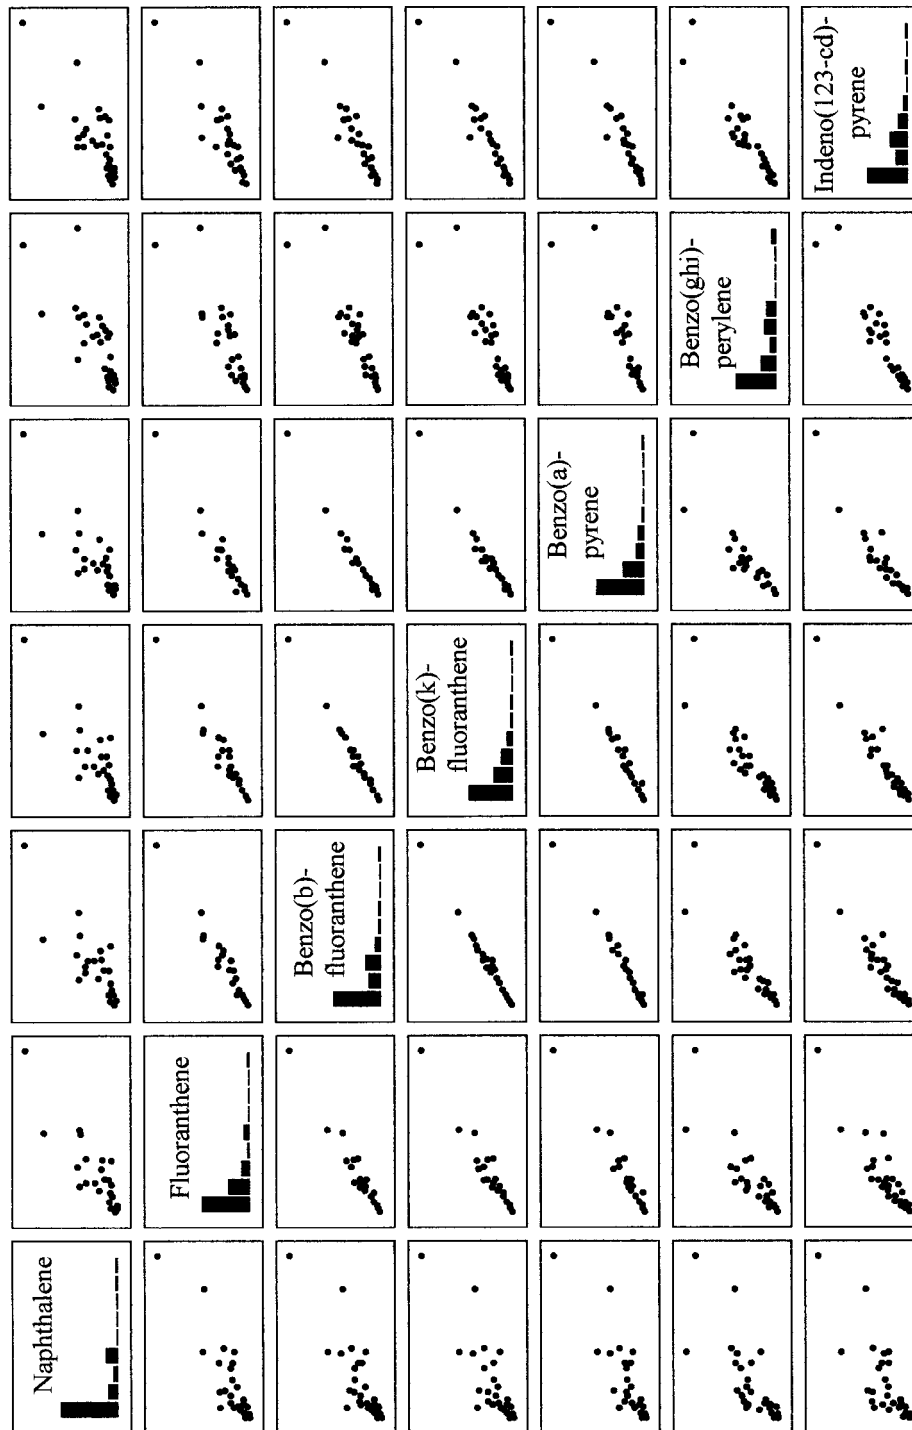 Naphthalene
Fluoranthene
Benzo(b)-
fluoranthene
Benzo(k)-
fluoranthene
Benzo(a)-
pyrene
Benzo(ghi)-
perylene
Indeno(123-cd)-
pyrene